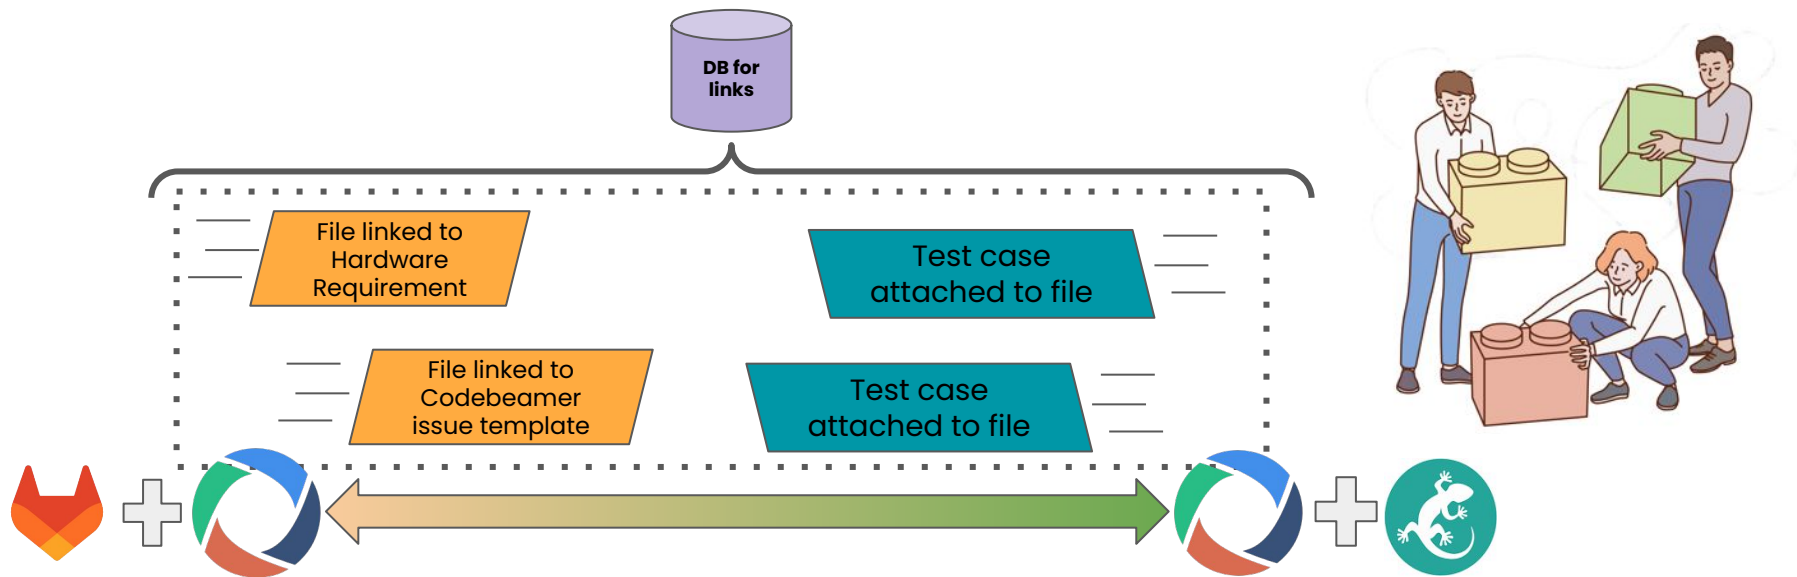 DB for
links
File linked to
Hardware
Requirement
Test case
attached to file
File linked to
Codebeamer
issue template
Test case
attached to file